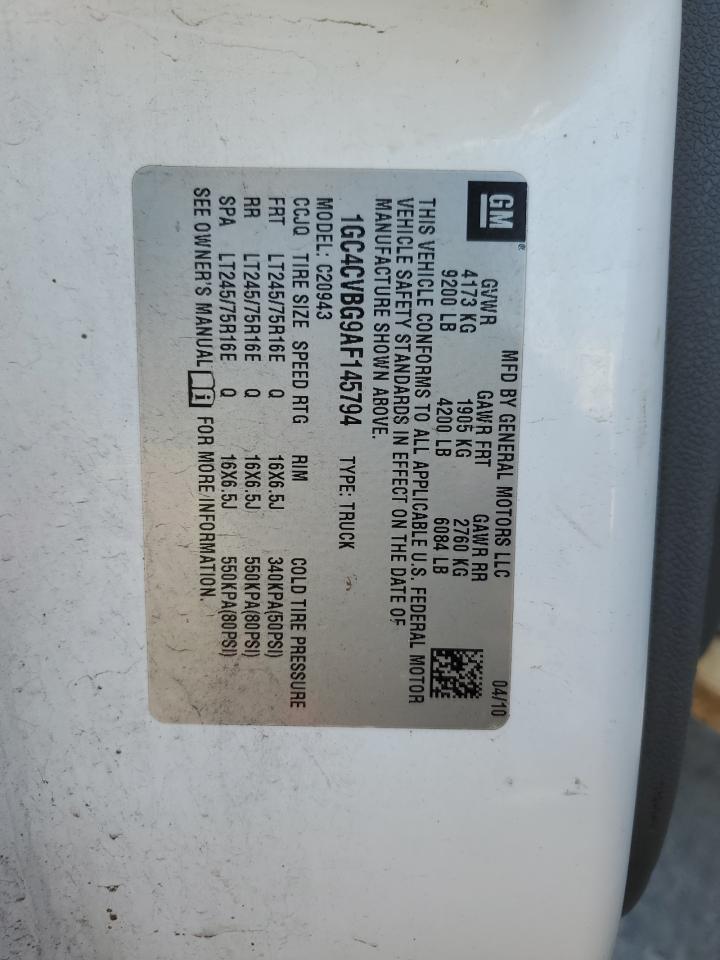 GM®
MFD BY GENERAL MOTORS LLC 04/10
GVWR GAWR FRT GAWR RR
4173 KG 1905 KG 2760 KG
9200 LB 4200 LB 6084 LB
THIS VEHICLE CONFORMS TO ALL APPLICABLE U.S. FEDERAL MOTOR
VEHICLE SAFETY STANDARDS IN EFFECT ON THE DATE OF
MANUFACTURE SHOWN ABOVE.
1GC4CVBG9AF145794 TYPE: TRUCK
MODEL: C20943
CCJQ TIRE SIZE SPEED RTG RIM COLD TIRE PRESSURE
FRT LT245/75R16E Q 16X6.5J 340KPA(50PSI)
RR LT245/75R16E Q 16X6.5J 550KPA(80PSI)
SPA LT245/75R16E Q 16X6.5J 550KPA(80PSI)
SEE OWNER'S MANUAL i FOR MORE INFORMATION.